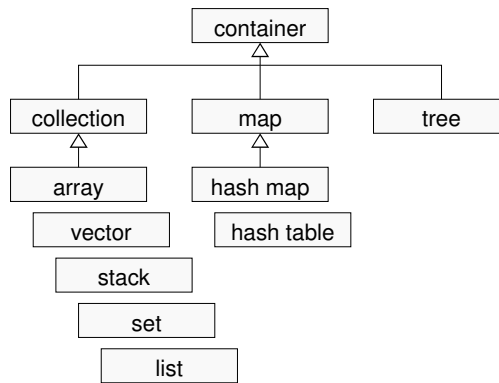 container
collection
map
tree
array
hash map
vector
hash table
stack
set
list